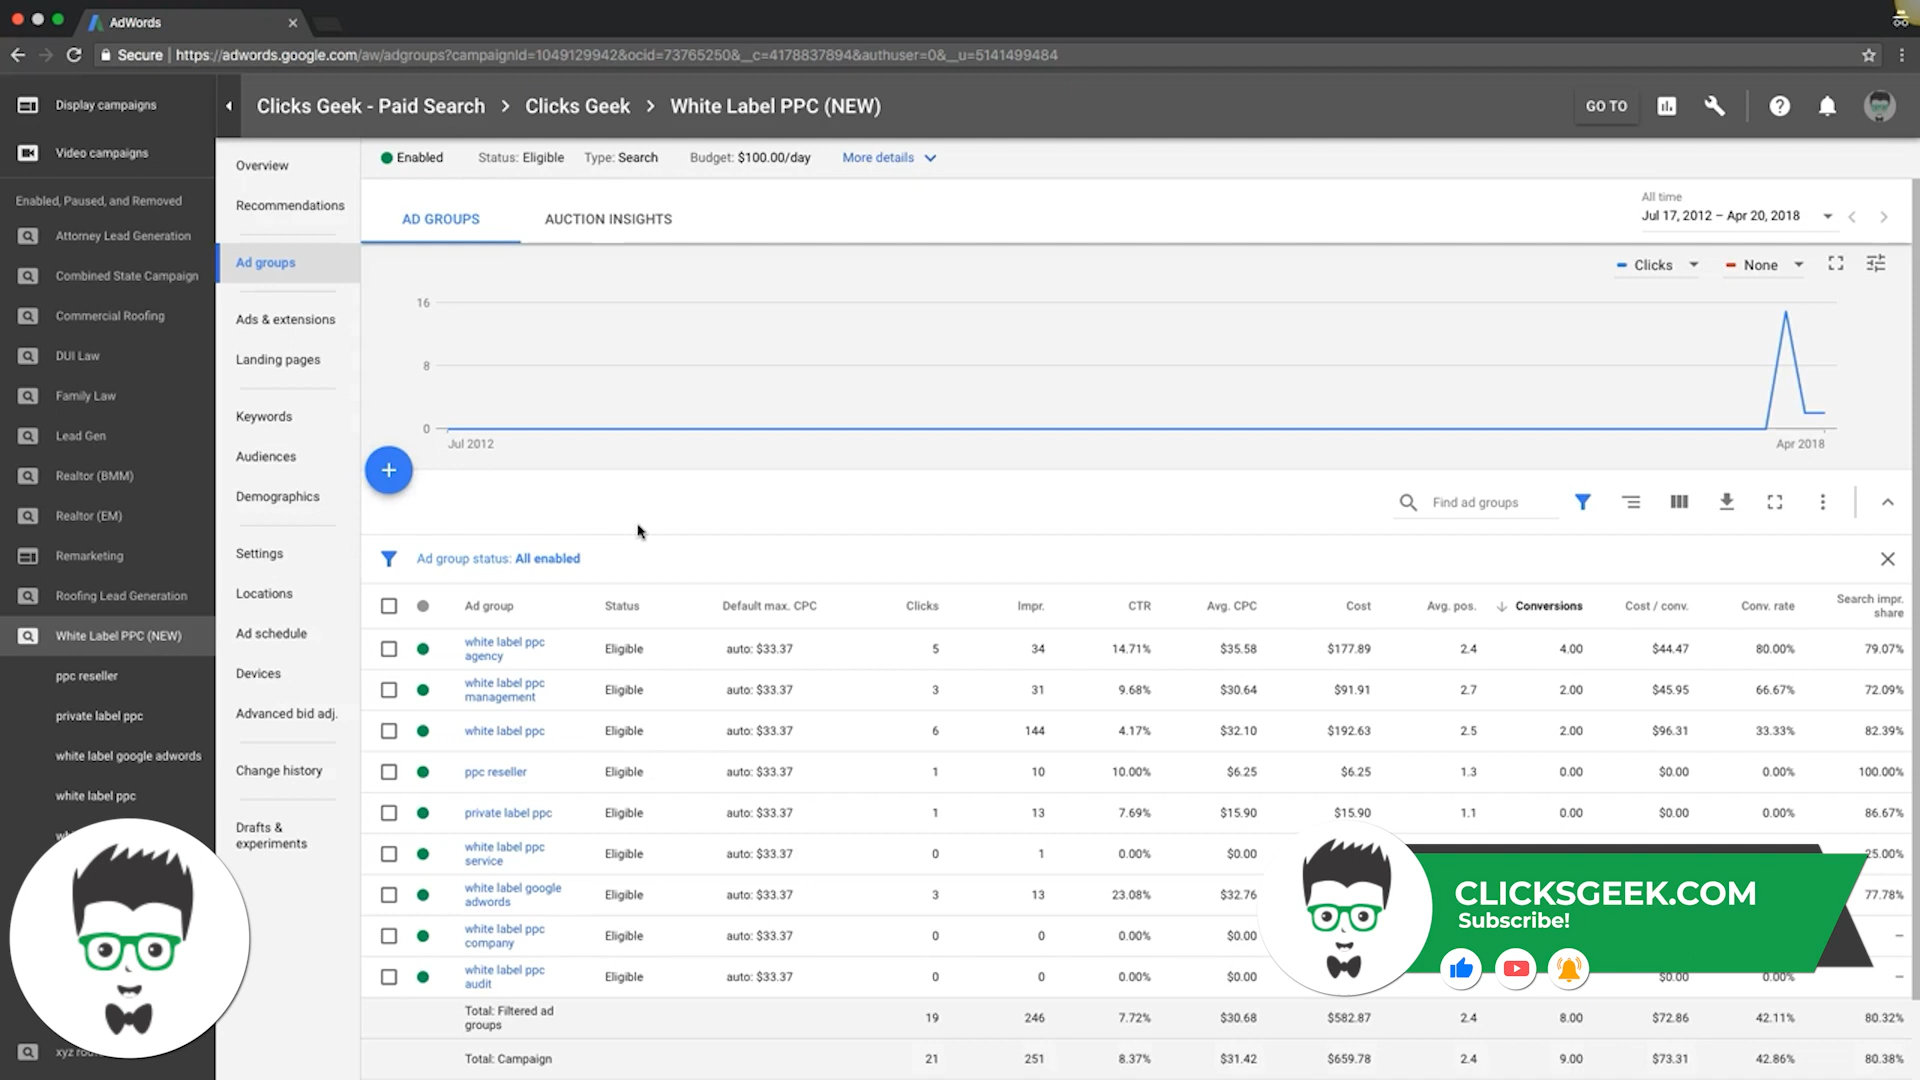 AdWords
Secure | https://adwords.google.com/aw/adgroups?campaignId=1049129942&ocid=73765250&__c=4178837894&authuser=0&__u=5141499484
Clicks Geek - Paid Search > Clicks Geek > White Label PPC (NEW)
GO TO
Display campaigns
Video campaigns
Enabled, Paused, and Removed
Attorney Lead Generation
Combined State Campaign
Commercial Roofing
DUI Law
Family Law
Lead Gen
Realtor (BMM)
Realtor (EM)
Remarketing
Roofing Lead Generation
White Label PPC (NEW)
ppc reseller
private label ppc
white label google adwords
white label ppc
Overview
Recommendations
Ad groups
Ads & extensions
Landing pages
Keywords
Audiences
Demographics
Settings
Locations
Ad schedule
Devices
Advanced bid adj.
Change history
Drafts &
experiments
Enabled Status: Eligible Type: Search Budget: $100.00/day More details
AD GROUPS AUCTION INSIGHTS
All time
Jul 17, 2012 – Apr 20, 2018
Clicks None
16
8
0
Jul 2012 Apr 2018
Find ad groups
Ad group status: All enabled
Ad group Status Default max. CPC Clicks Impr. CTR Avg. CPC Cost Avg. pos. Conversions Cost / conv. Conv. rate Search impr.
share
white label ppc
agency Eligible auto: $33.37 5 34 14.71% $35.58 $177.89 2.4 4.00 $44.47 80.00% 79.07%
white label ppc
management Eligible auto: $33.37 3 31 9.68% $30.64 $91.91 2.7 2.00 $45.95 66.67% 72.09%
white label ppc Eligible auto: $33.37 6 144 4.17% $32.10 $192.63 2.5 2.00 $96.31 33.33% 82.39%
ppc reseller Eligible auto: $33.37 1 10 10.00% $6.25 $6.25 1.3 0.00 $0.00 0.00% 100.00%
private label ppc Eligible auto: $33.37 1 13 7.69% $15.90 $15.90 1.1 0.00 $0.00 0.00% 86.67%
white label ppc
service Eligible auto: $33.37 0 1 0.00% $0.00 25.00%
white label google
adwords Eligible auto: $33.37 3 13 23.08% $32.76 77.78%
white label ppc
company Eligible auto: $33.37 0 0 0.00% $0.00 –
white label ppc
audit Eligible auto: $33.37 0 0 0.00% $0.00 $0.00 0.00% –
Total: Filtered ad
groups 19 246 7.72% $30.68 $582.87 2.4 8.00 $72.86 42.11% 80.32%
Total: Campaign 21 251 8.37% $31.42 $659.78 2.4 9.00 $73.31 42.86% 80.38%
CLICKSGEEK.COM
Subscribe!